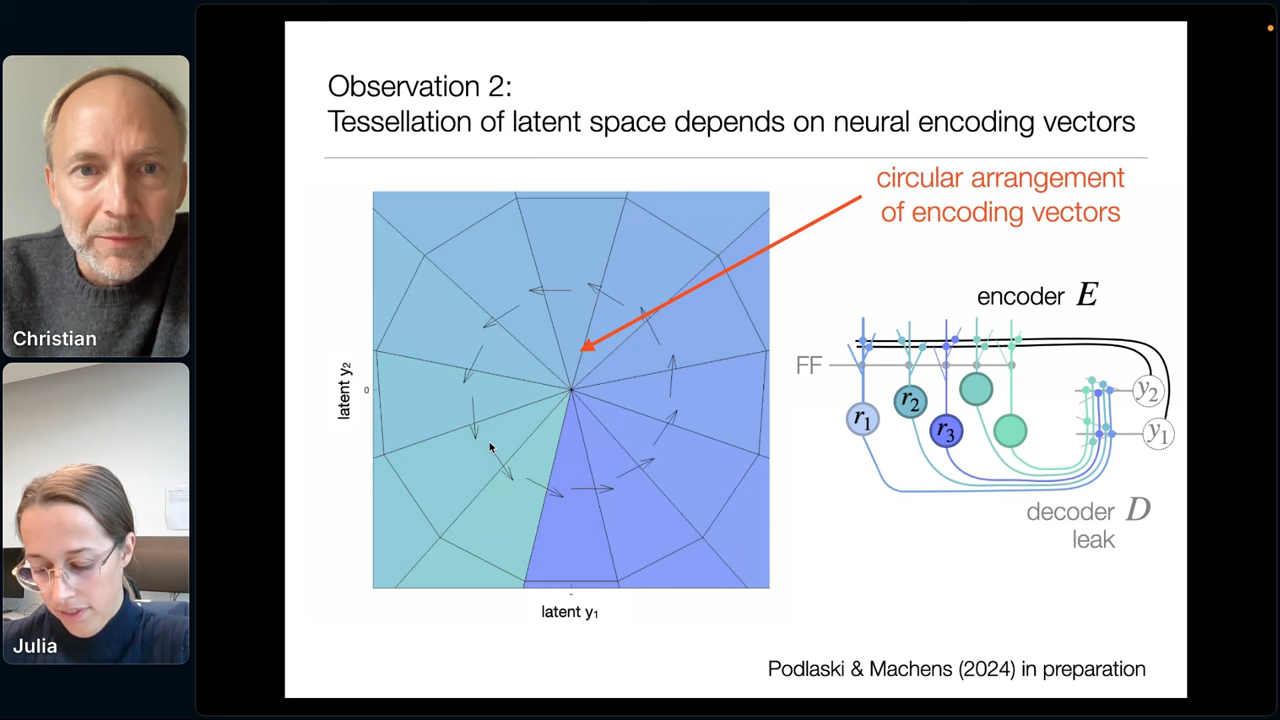 Observation 2:
Tessellation of latent space depends on neural encoding vectors
circular arrangement
of encoding vectors
encoder E
FF
r1
r2
r3
y2
y1
decoder D
leak
latent y2
0
latent y1
Podlaski & Machens (2024) in preparation
Christian
Julia